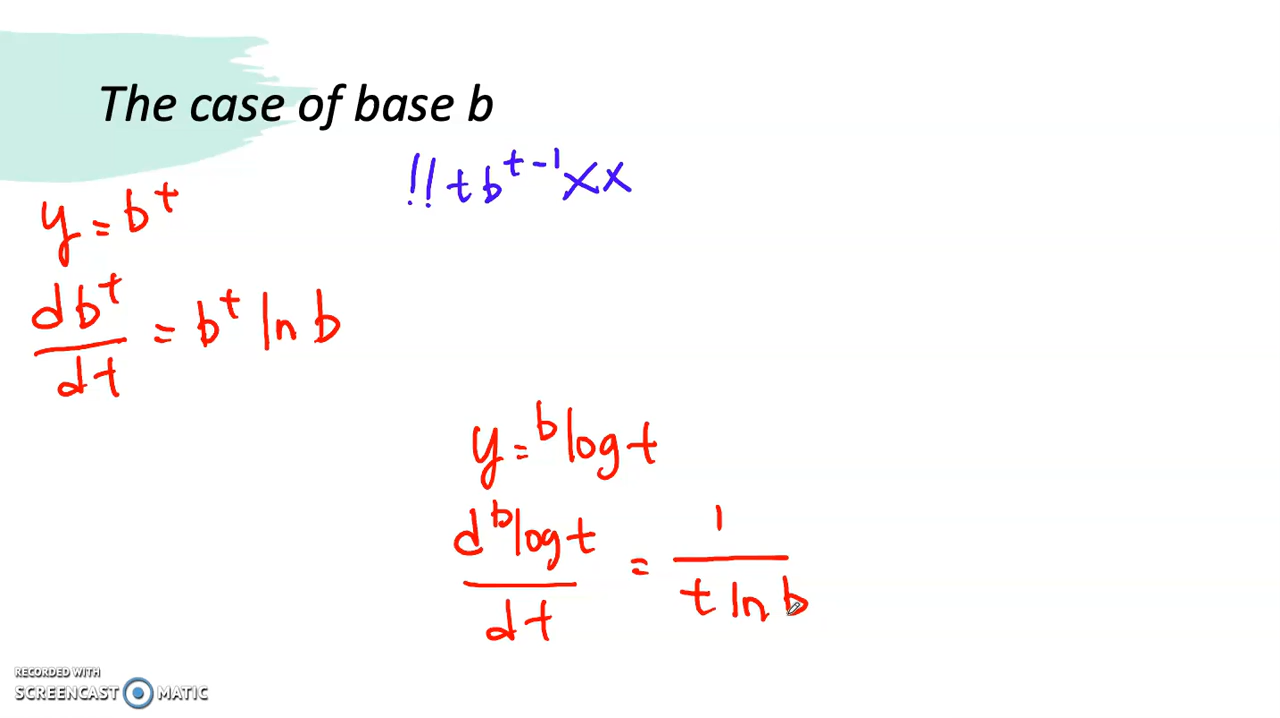 The case of base b
!! t b^{t-1} XX
y = b^t
db^t/dt = b^t ln b
y = ^b log t
d ^b log t/dt = 1/(t ln b)
RECORDED WITH
SCREENCAST MATIC